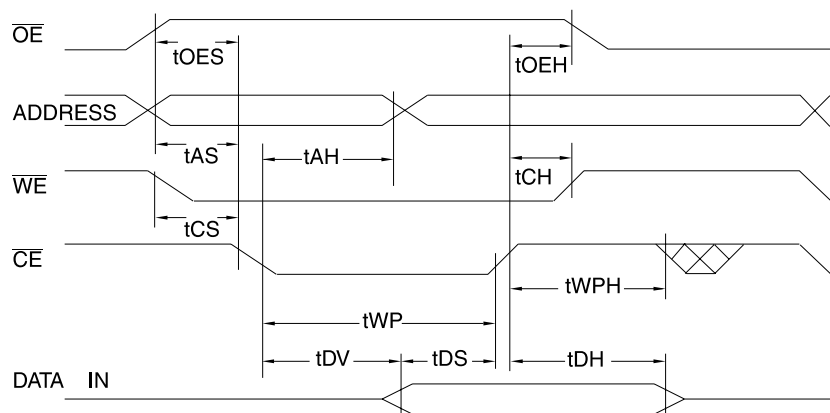 OE
tOES
tOEH
ADDRESS
tAS
tAH
tCH
WE
tCS
CE
tWPH
tWP
tDV
tDS
tDH
DATA IN